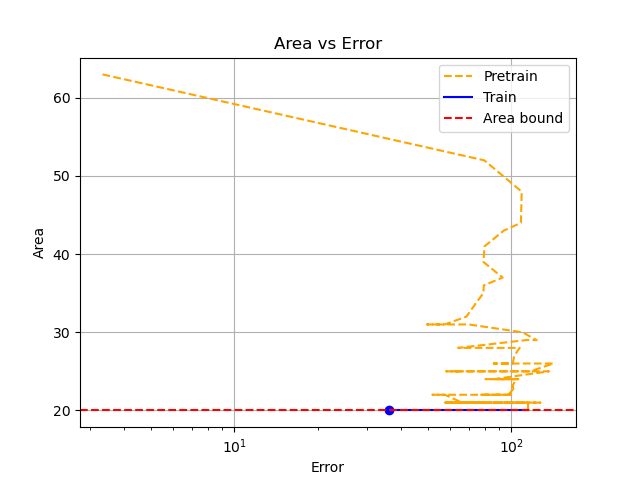 Area vs Error
Pretrain
Train
Area bound
Area
60
50
40
30
20
10¹
10²
Error